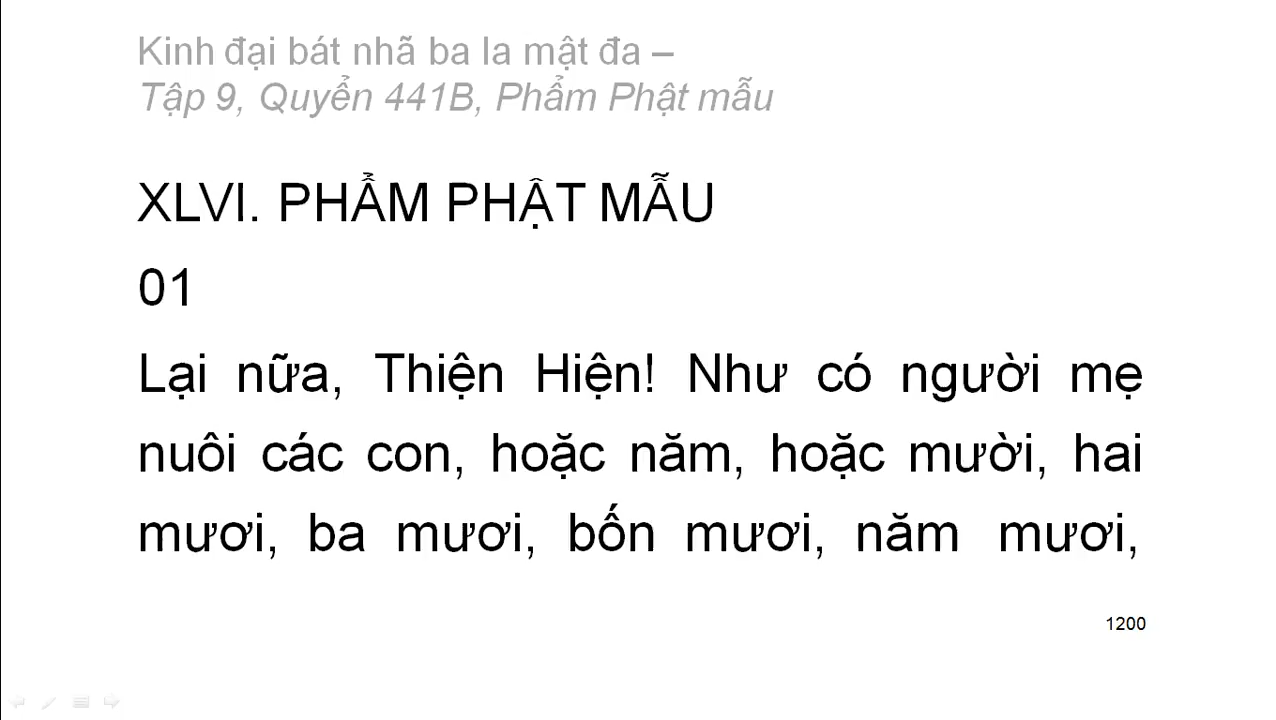 Kinh đại bát nhã ba la mật đa –
Tập 9, Quyển 441B, Phẩm Phật mẫu
XLVI. PHẨM PHẬT MẪU
01
Lại nữa, Thiện Hiện! Như có người mẹ
nuôi các con, hoặc năm, hoặc mười, hai
mươi, ba mươi, bốn mươi, năm mươi,
1200